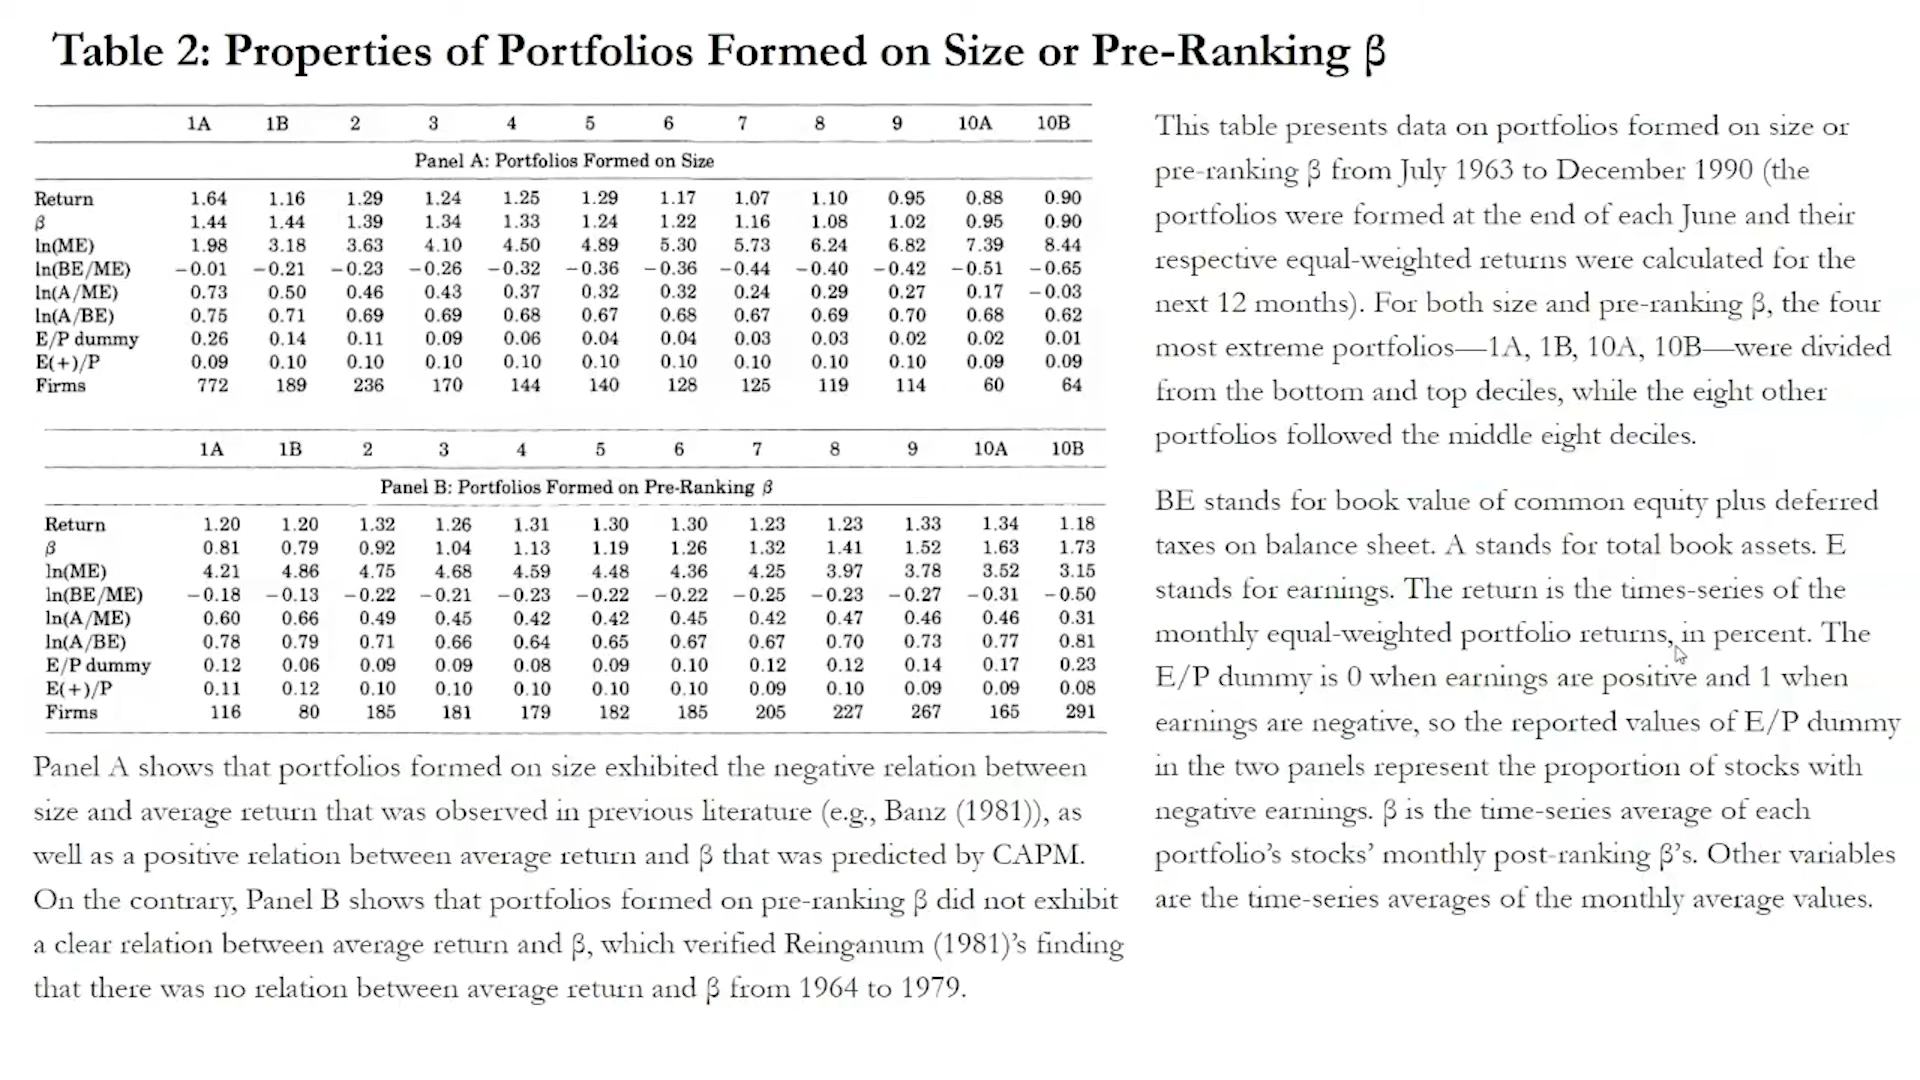 Table 2: Properties of Portfolios Formed on Size or Pre-Ranking β
1A 1B 2 3 4 5 6 7 8 9 10A 10B
Panel A: Portfolios Formed on Size
Return 1.64 1.16 1.29 1.24 1.25 1.29 1.17 1.07 1.10 0.95 0.88 0.90
β 1.44 1.44 1.39 1.34 1.33 1.24 1.22 1.16 1.08 1.02 0.95 0.90
ln(ME) 1.98 3.18 3.63 4.10 4.50 4.89 5.30 5.73 6.24 6.82 7.39 8.44
ln(BE/ME) −0.01 −0.21 −0.23 −0.26 −0.32 −0.36 −0.36 −0.44 −0.40 −0.42 −0.51 −0.65
ln(A/ME) 0.73 0.50 0.46 0.43 0.37 0.32 0.32 0.24 0.29 0.27 0.17 −0.03
ln(A/BE) 0.75 0.71 0.69 0.69 0.68 0.67 0.68 0.67 0.69 0.70 0.68 0.62
E/P dummy 0.26 0.14 0.11 0.09 0.06 0.04 0.04 0.03 0.03 0.02 0.02 0.01
E(+)/P 0.09 0.10 0.10 0.10 0.10 0.10 0.10 0.10 0.10 0.10 0.09 0.09
Firms 772 189 236 170 144 140 128 125 119 114 60 64
1A 1B 2 3 4 5 6 7 8 9 10A 10B
Panel B: Portfolios Formed on Pre-Ranking β
Return 1.20 1.20 1.32 1.26 1.31 1.30 1.30 1.23 1.23 1.33 1.34 1.18
β 0.81 0.79 0.92 1.04 1.13 1.19 1.26 1.32 1.41 1.52 1.63 1.73
ln(ME) 4.21 4.86 4.75 4.68 4.59 4.48 4.36 4.25 3.97 3.78 3.52 3.15
ln(BE/ME) −0.18 −0.13 −0.22 −0.21 −0.23 −0.22 −0.22 −0.25 −0.23 −0.27 −0.31 −0.50
ln(A/ME) 0.60 0.66 0.49 0.45 0.42 0.42 0.45 0.42 0.47 0.46 0.46 0.31
ln(A/BE) 0.78 0.79 0.71 0.66 0.64 0.65 0.67 0.67 0.70 0.73 0.77 0.81
E/P dummy 0.12 0.06 0.09 0.09 0.08 0.09 0.10 0.12 0.12 0.14 0.17 0.23
E(+)/P 0.11 0.12 0.10 0.10 0.10 0.10 0.10 0.09 0.10 0.09 0.09 0.08
Firms 116 80 185 181 179 182 185 205 227 267 165 291
Panel A shows that portfolios formed on size exhibited the negative relation between
size and average return that was observed in previous literature (e.g., Banz (1981)), as
well as a positive relation between average return and β that was predicted by CAPM.
On the contrary, Panel B shows that portfolios formed on pre-ranking β did not exhibit
a clear relation between average return and β, which verified Reinganum (1981)'s finding
that there was no relation between average return and β from 1964 to 1979.
This table presents data on portfolios formed on size or
pre-ranking β from July 1963 to December 1990 (the
portfolios were formed at the end of each June and their
respective equal-weighted returns were calculated for the
next 12 months). For both size and pre-ranking β, the four
most extreme portfolios—1A, 1B, 10A, 10B—were divided
from the bottom and top deciles, while the eight other
portfolios followed the middle eight deciles.
BE stands for book value of common equity plus deferred
taxes on balance sheet. A stands for total book assets. E
stands for earnings. The return is the times-series of the
monthly equal-weighted portfolio returns, in percent. The
E/P dummy is 0 when earnings are positive and 1 when
earnings are negative, so the reported values of E/P dummy
in the two panels represent the proportion of stocks with
negative earnings. β is the time-series average of each
portfolio's stocks' monthly post-ranking β's. Other variables
are the time-series averages of the monthly average values.